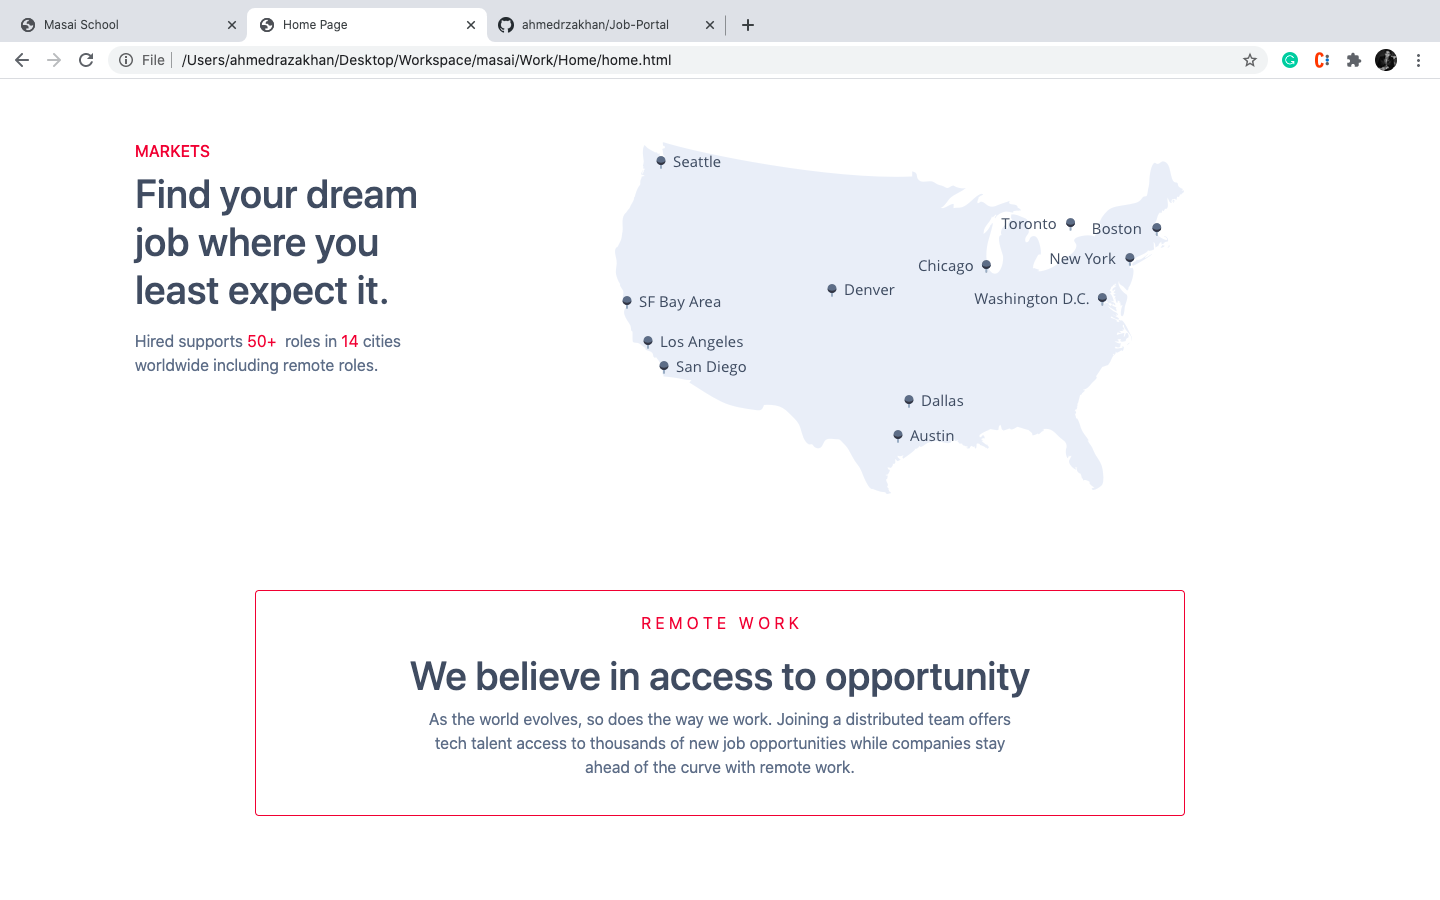 Masai School
Home Page
ahmedrzakhan/Job-Portal
File
/Users/ahmedrazakhan/Desktop/Workspace/masai/Work/Home/home.html
MARKETS
Find your dream
job where you
least expect it.
Hired supports 50+ roles in 14 cities
worldwide including remote roles.
Seattle
Toronto
Boston
New York
Chicago
Denver
Washington D.C.
SF Bay Area
Los Angeles
San Diego
Dallas
Austin
REMOTE WORK
We believe in access to opportunity
As the world evolves, so does the way we work. Joining a distributed team offers
tech talent access to thousands of new job opportunities while companies stay
ahead of the curve with remote work.